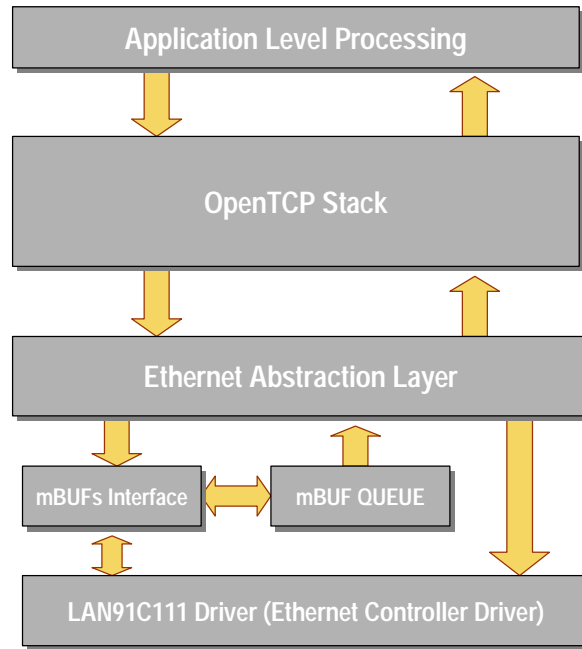 Application Level Processing
OpenTCP Stack
Ethernet Abstraction Layer
mBUFs Interface
mBUF QUEUE
LAN91C111 Driver (Ethernet Controller Driver)